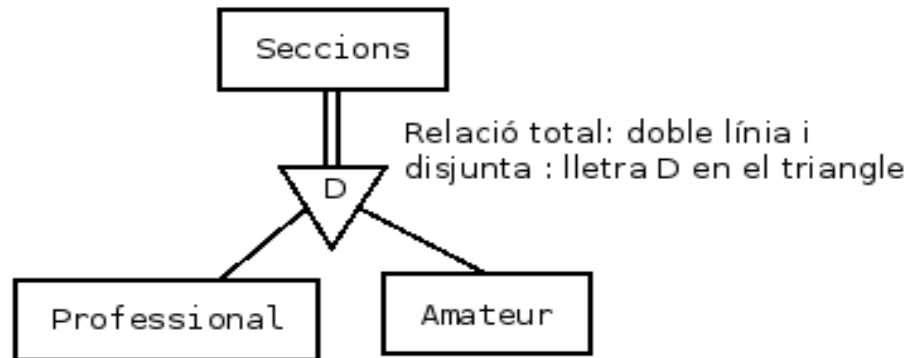 Seccions
Relació total: doble línia i
disjunta : lletra D en el triangle
D
Professional
Amateur